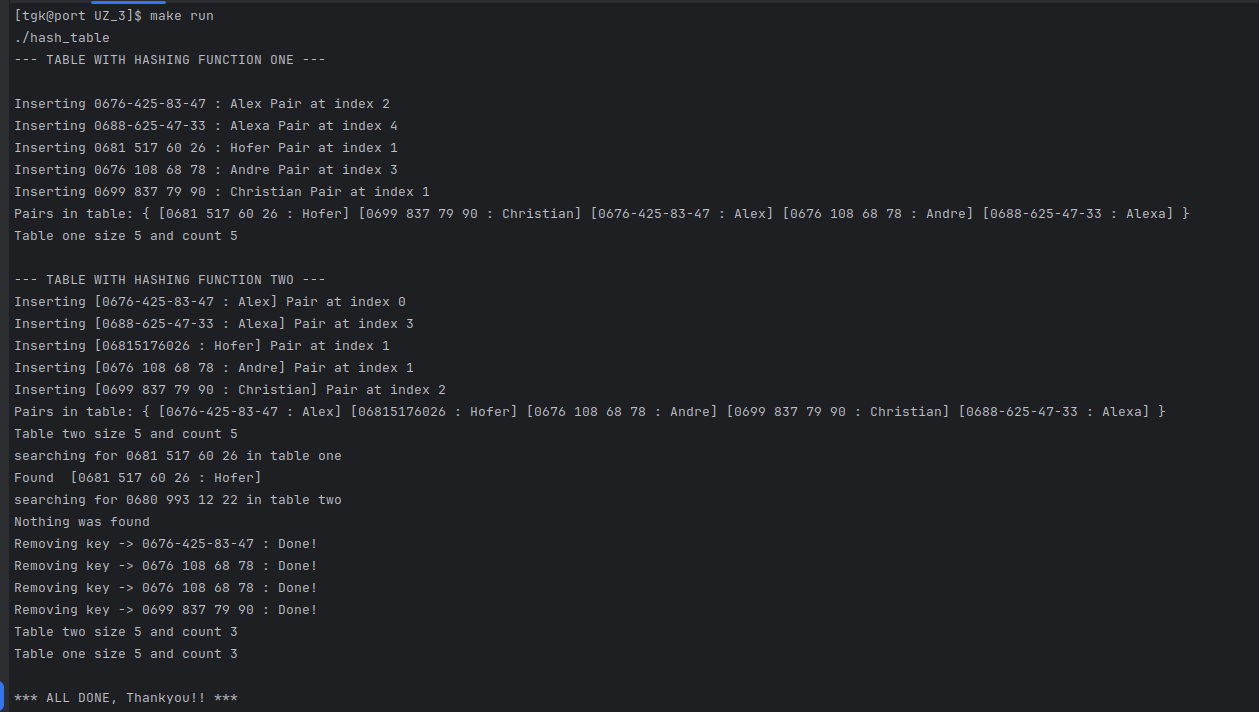 [tgk@port UZ_3]$ make run
./hash_table
--- TABLE WITH HASHING FUNCTION ONE ---
Inserting 0676-425-83-47 : Alex Pair at index 2
Inserting 0688-625-47-33 : Alexa Pair at index 4
Inserting 0681 517 60 26 : Hofer Pair at index 1
Inserting 0676 108 68 78 : Andre Pair at index 3
Inserting 0699 837 79 90 : Christian Pair at index 1
Pairs in table: { [0681 517 60 26 : Hofer] [0699 837 79 90 : Christian] [0676-425-83-47 : Alex] [0676 108 68 78 : Andre] [0688-625-47-33 : Alexa] }
Table one size 5 and count 5
--- TABLE WITH HASHING FUNCTION TWO ---
Inserting [0676-425-83-47 : Alex] Pair at index 0
Inserting [0688-625-47-33 : Alexa] Pair at index 3
Inserting [06815176026 : Hofer] Pair at index 1
Inserting [0676 108 68 78 : Andre] Pair at index 1
Inserting [0699 837 79 90 : Christian] Pair at index 2
Pairs in table: { [0676-425-83-47 : Alex] [06815176026 : Hofer] [0676 108 68 78 : Andre] [0699 837 79 90 : Christian] [0688-625-47-33 : Alexa] }
Table two size 5 and count 5
searching for 0681 517 60 26 in table one
Found  [0681 517 60 26 : Hofer]
searching for 0680 993 12 22 in table two
Nothing was found
Removing key -> 0676-425-83-47 : Done!
Removing key -> 0676 108 68 78 : Done!
Removing key -> 0676 108 68 78 : Done!
Removing key -> 0699 837 79 90 : Done!
Table two size 5 and count 3
Table one size 5 and count 3
*** ALL DONE, Thankyou!! ***